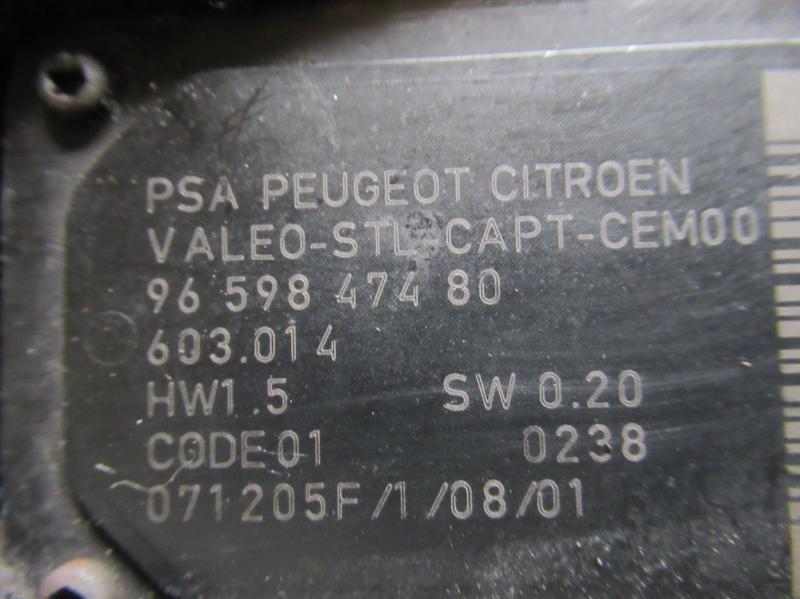 PSA PEUGEOT CITROEN
VALEO-STL-CAPT-CEM00
96 598 474 80
603.014
HW1.5 SW 0.20
CODE01 0238
071205F/1/08/01